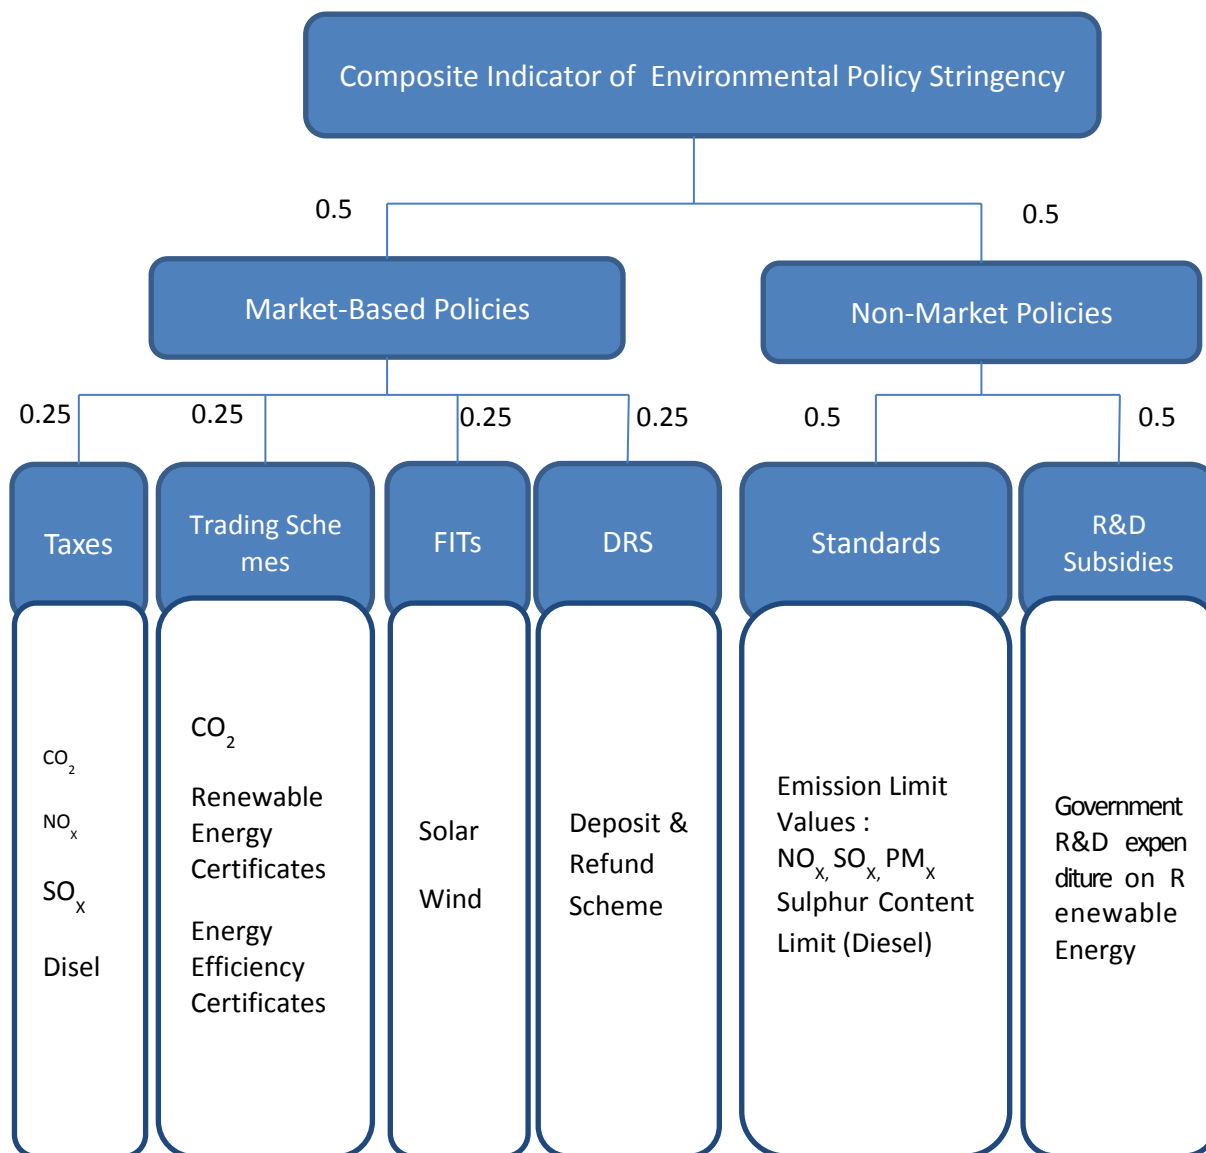 Composite Indicator of Environmental Policy Stringency
0.5
0.5
Market-Based Policies
Non-Market Policies
0.25
0.25
0.25
0.25
0.5
0.5
Taxes
Trading Sche
mes
FITs
DRS
Standards
R&D
Subsidies
CO₂
NOₓ
SOₓ
Disel
CO₂
Renewable
Energy
Certificates
Energy
Efficiency
Certificates
Solar
Wind
Deposit &
Refund
Scheme
Emission Limit
Values :
NOₓ, SOₓ, PMₓ
Sulphur Content
Limit (Diesel)
Government
R&D expen
diture on R
enewable
Energy